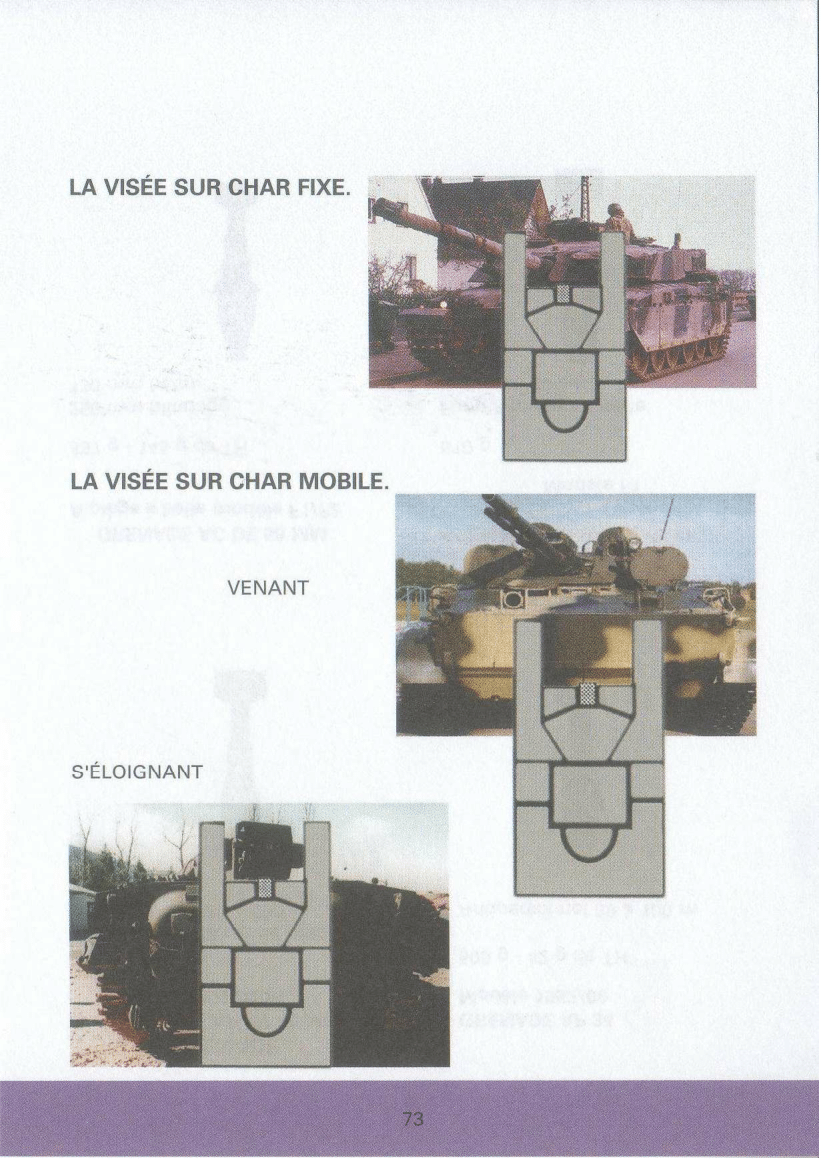 LA VISÉE SUR CHAR FIXE.
LA VISÉE SUR CHAR MOBILE.
VENANT
S'ÉLOIGNANT
73